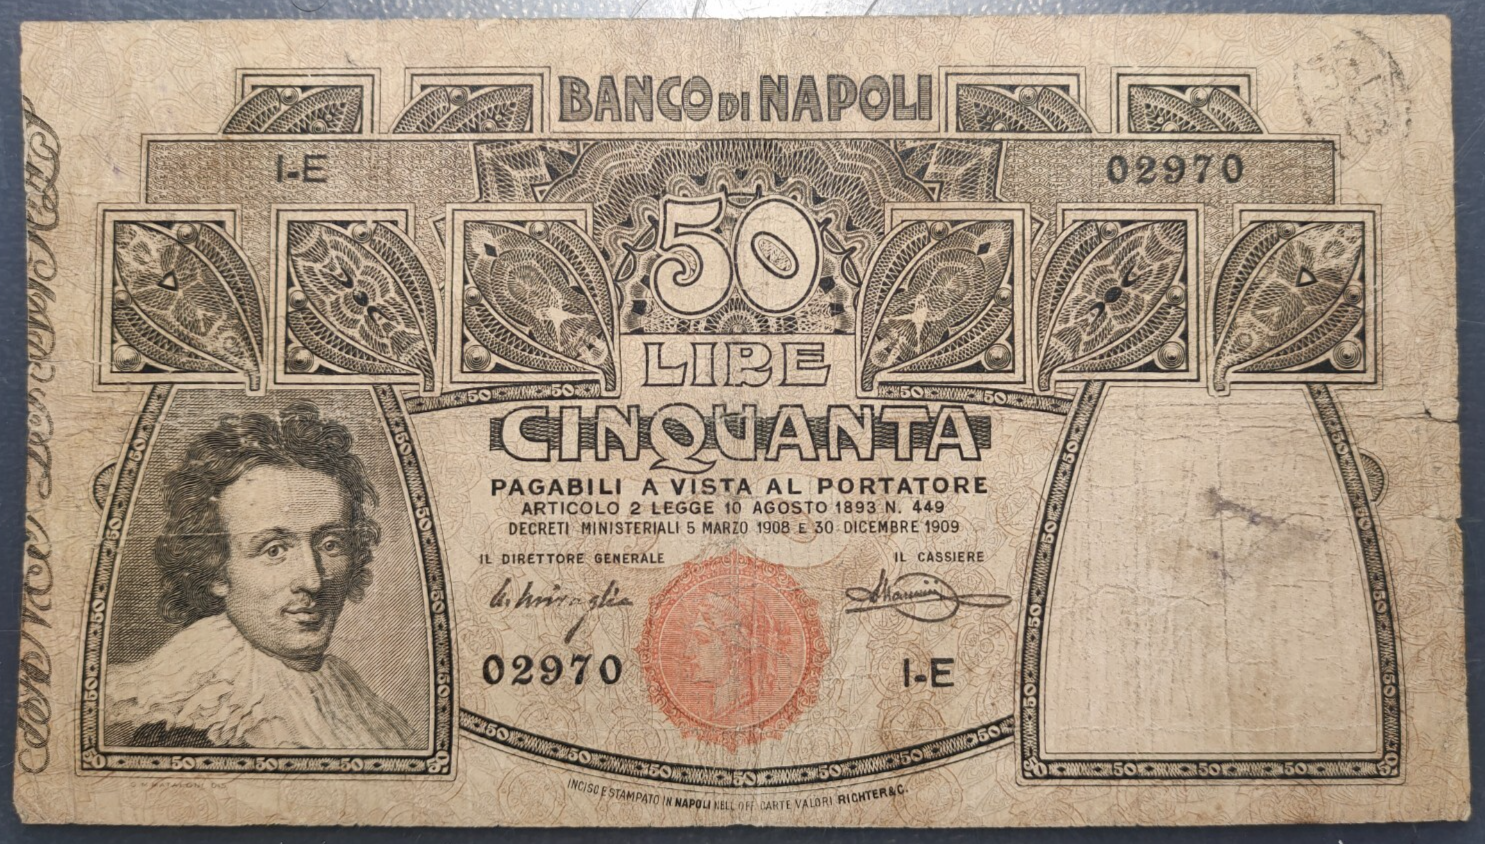 BANCO DI NAPOLI
I-E
02970
50
LIRE
CINQUANTA
PAGABILI A VISTA AL PORTATORE
ARTICOLO 2 LEGGE 10 AGOSTO 1893 N. 449
DECRETI MINISTERIALI 5 MARZO 1908 E 30 DICEMBRE 1909
IL DIRETTORE GENERALE
IL CASSIERE
02970
I-E
INCISO E STAMPATO IN NAPOLI NELL'OFF. CARTE VALORI RICHTER & C.